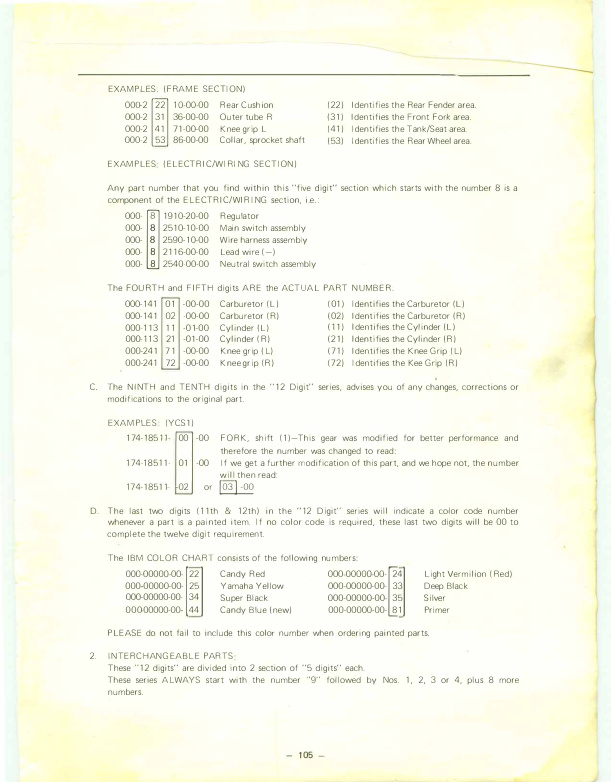 EXAMPLES: (FRAME SECTION)
000-2 22 10-00-00 Rear Cushion (22) Identifies the Rear Fender area.
000-2 31 36-00-00 Outer tube R (31) Identifies the Front Fork area.
000-2 41 71-00-00 Knee grip L (41) Identifies the Tank/Seat area.
000-2 53 86-00-00 Collar, sprocket shaft (53) Identifies the Rear Wheel area.
EXAMPLES: (ELECTRIC/WIRING SECTION)
Any part number that you find within this "five digit" section which starts with the number 8 is a
component of the ELECTRIC/WIRING section, i.e.:
000- 8 1910-20-00 Regulator
000- 8 2510-10-00 Main switch assembly
000- 8 2590-10-00 Wire harness assembly
000- 8 2116-00-00 Lead wire (−)
000- 8 2540-00-00 Neutral switch assembly
The FOURTH and FIFTH digits ARE the ACTUAL PART NUMBER.
000-141 01 -00-00 Carburetor (L) (01) Identifies the Carburetor (L)
000-141 02 -00-00 Carburetor (R) (02) Identifies the Carburetor (R)
000-113 11 -01-00 Cylinder (L) (11) Identifies the Cylinder (L)
000-113 21 -01-00 Cylinder (R) (21) Identifies the Cylinder (R)
000-241 71 -00-00 Knee grip (L) (71) Identifies the Knee Grip (L)
000-241 72 -00-00 Knee grip (R) (72) Identifies the Kee Grip (R)
C. The NINTH and TENTH digits in the "12 Digit" series, advises you of any changes, corrections or
modifications to the original part.
EXAMPLES: (YCS1)
174-18511- 00 -00 FORK, shift (1)—This gear was modified for better performance and
therefore the number was changed to read:
174-18511- 01 -00 If we get a further modification of this part, and we hope not, the number
will then read:
174-18511- -02 or 03 -00
D. The last two digits (11th & 12th) in the "12 Digit" series will indicate a color code number
whenever a part is a painted item. If no color code is required, these last two digits will be 00 to
complete the twelve digit requirement.
The IBM COLOR CHART consists of the following numbers:
000-00000-00- 22 Candy Red 000-00000-00- 24 Light Vermilion (Red)
000-00000-00- 25 Yamaha Yellow 000-00000-00- 33 Deep Black
000-00000-00- 34 Super Black 000-00000-00- 35 Silver
000-00000-00- 44 Candy Blue (new) 000-00000-00- 81 Primer
PLEASE do not fail to include this color number when ordering painted parts.
2. INTERCHANGEABLE PARTS:
These "12 digits" are divided into 2 section of "5 digits" each.
These series ALWAYS start with the number "9" followed by Nos. 1, 2, 3 or 4, plus 8 more
numbers.
— 105 —